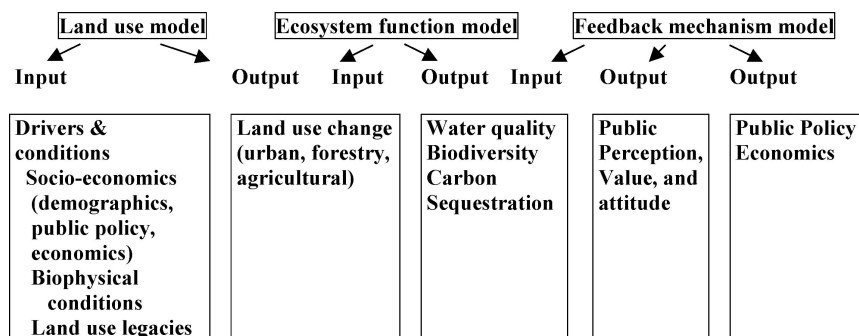 Land use model
Ecosystem function model
Feedback mechanism model
Input
Output
Input
Output
Input
Output
Output
Drivers &
conditions
Socio-economics
(demographics,
public policy,
economics)
Biophysical
conditions
Land use legacies
Land use change
(urban, forestry,
agricultural)
Water quality
Biodiversity
Carbon
Sequestration
Public
Perception,
Value, and
attitude
Public Policy
Economics